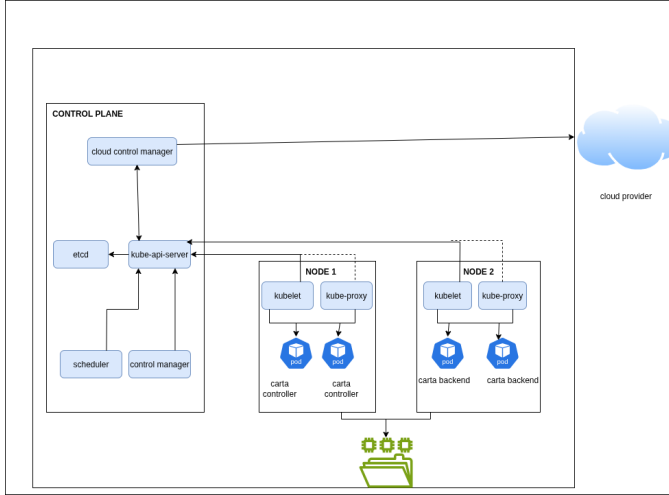 CONTROL PLANE
cloud control manager
cloud provider
etcd
kube-api-server
NODE 1
NODE 2
kubelet
kube-proxy
kubelet
kube-proxy
pod
pod
pod
pod
scheduler
control manager
carta
controller
carta
controller
carta backend
carta backend